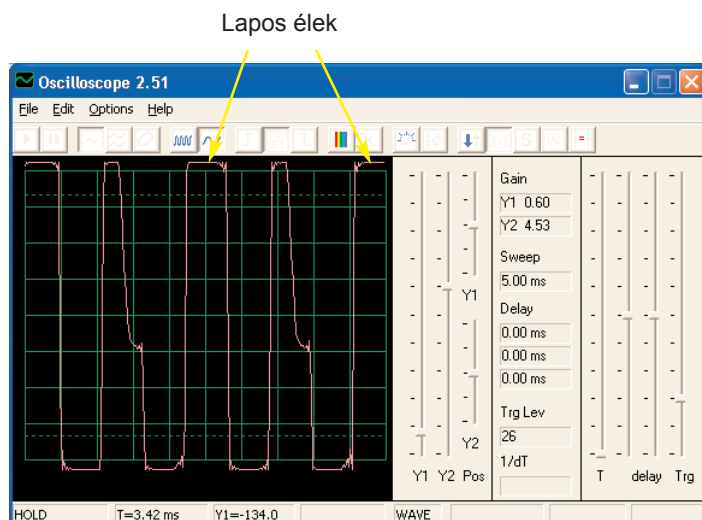 Lapos élek
Oscilloscope 2.51
File Edit Options Help
Gain
Y1 0.60
Y2 4.53
Sweep
5.00 ms
Y1
Delay
0.00 ms
0.00 ms
0.00 ms
Trg Lev
26
Y2
1/dT
Y1 Y2 Pos
T delay Trg
HOLD T=3.42 ms Y1=-134.0 WAVE